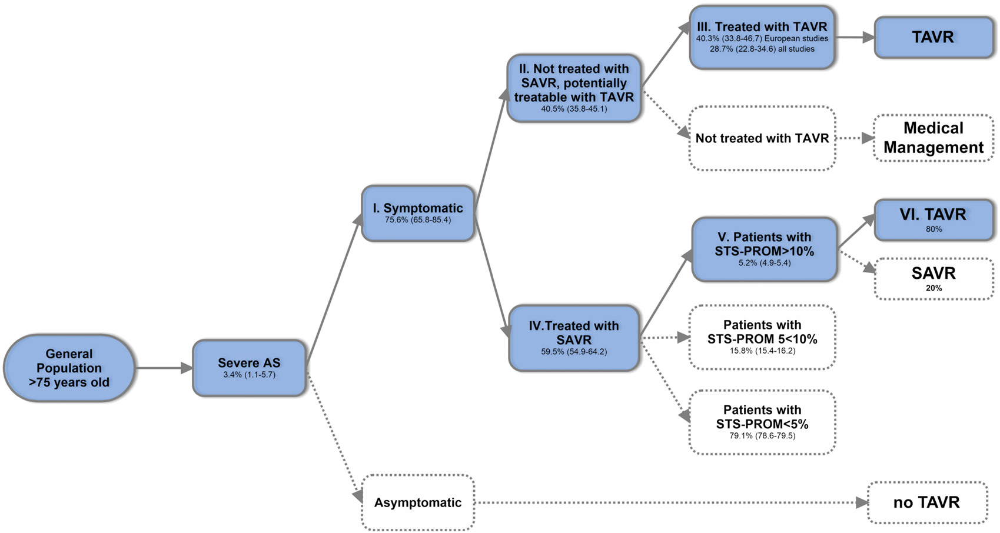 General
Population
>75 years old
Severe AS
3.4% (1.1-5.7)
I. Symptomatic
75.6% (65.8-85.4)
Asymptomatic
II. Not treated with
SAVR, potentially
treatable with TAVR
40.5% (35.8-45.1)
IV.Treated with
SAVR
59.5% (54.9-64.2)
III. Treated with TAVR
40.3% (33.8-46.7) European studies
28.7% (22.8-34.6) all studies
Not treated with TAVR
V. Patients with
STS-PROM>10%
5.2% (4.9-5.4)
Patients with
STS-PROM 5<10%
15.8% (15.4-16.2)
Patients with
STS-PROM<5%
79.1% (78.6-79.5)
TAVR
Medical
Management
VI. TAVR
80%
SAVR
20%
no TAVR